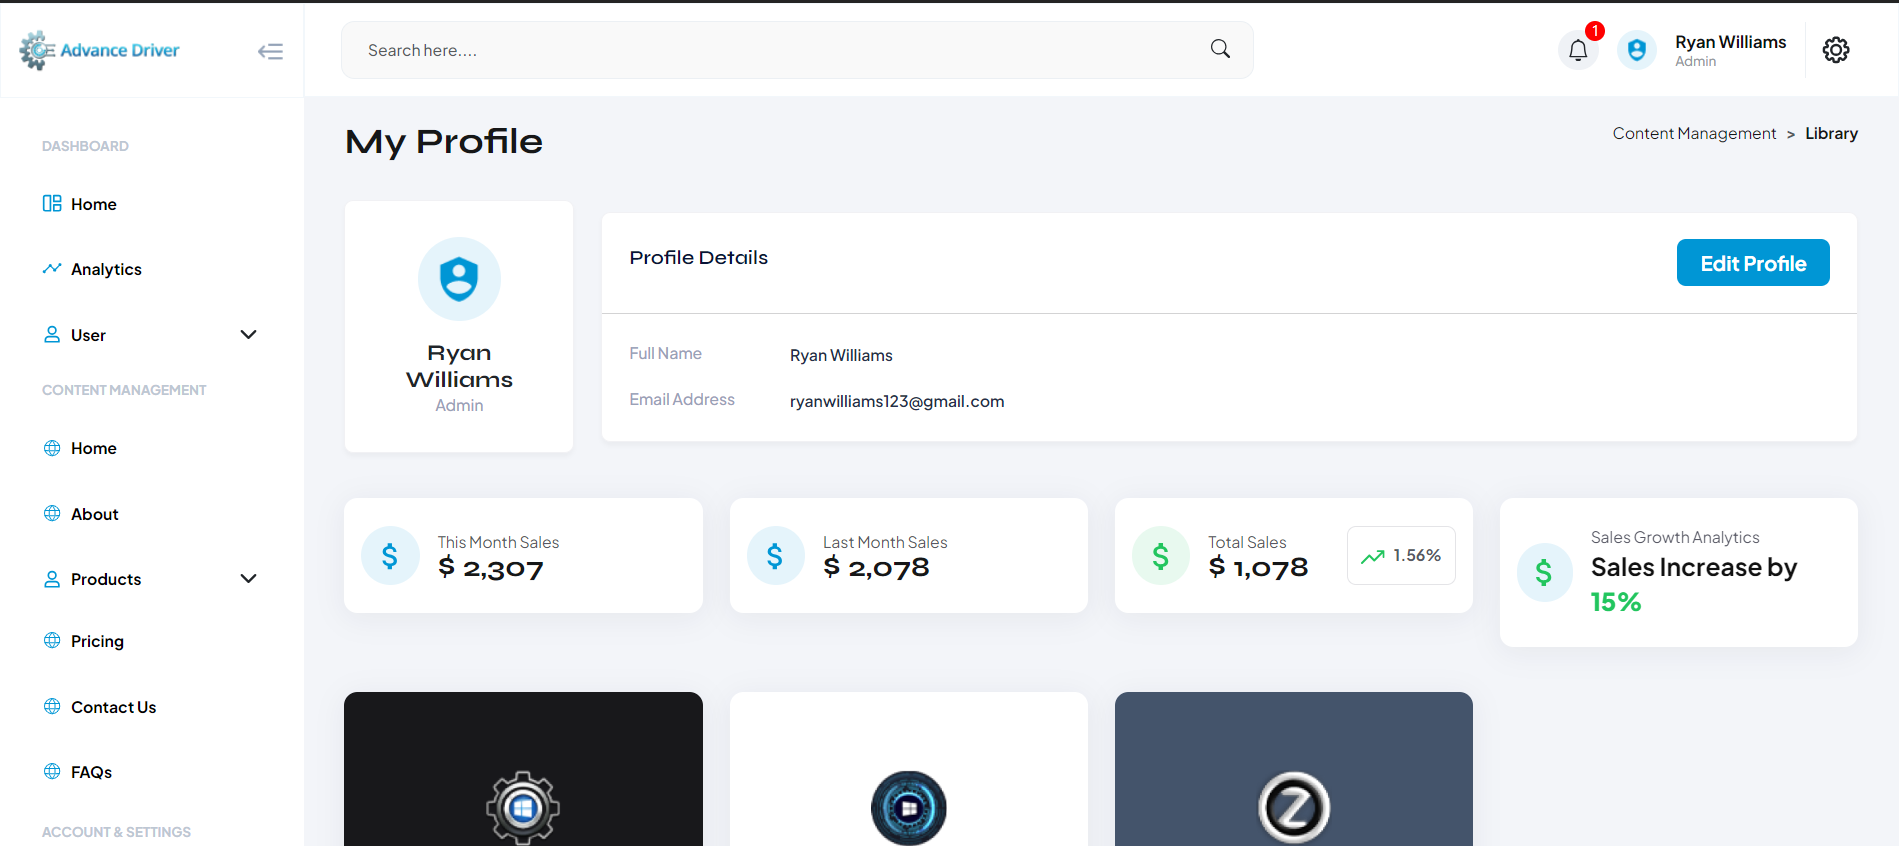 Advance Driver
Search here....
1
Ryan Williams
Admin
DASHBOARD
Home
Analytics
User
CONTENT MANAGEMENT
Home
About
Products
Pricing
Contact Us
FAQs
ACCOUNT & SETTINGS
My Profile
Content Management > Library
Ryan
Williams
Admin
Profile Details
Edit Profile
Full Name
Ryan Williams
Email Address
ryanwilliams123@gmail.com
$
This Month Sales
$ 2,307
$
Last Month Sales
$ 2,078
$
Total Sales
$ 1,078
1.56%
$
Sales Growth Analytics
Sales Increase by
15%
Z